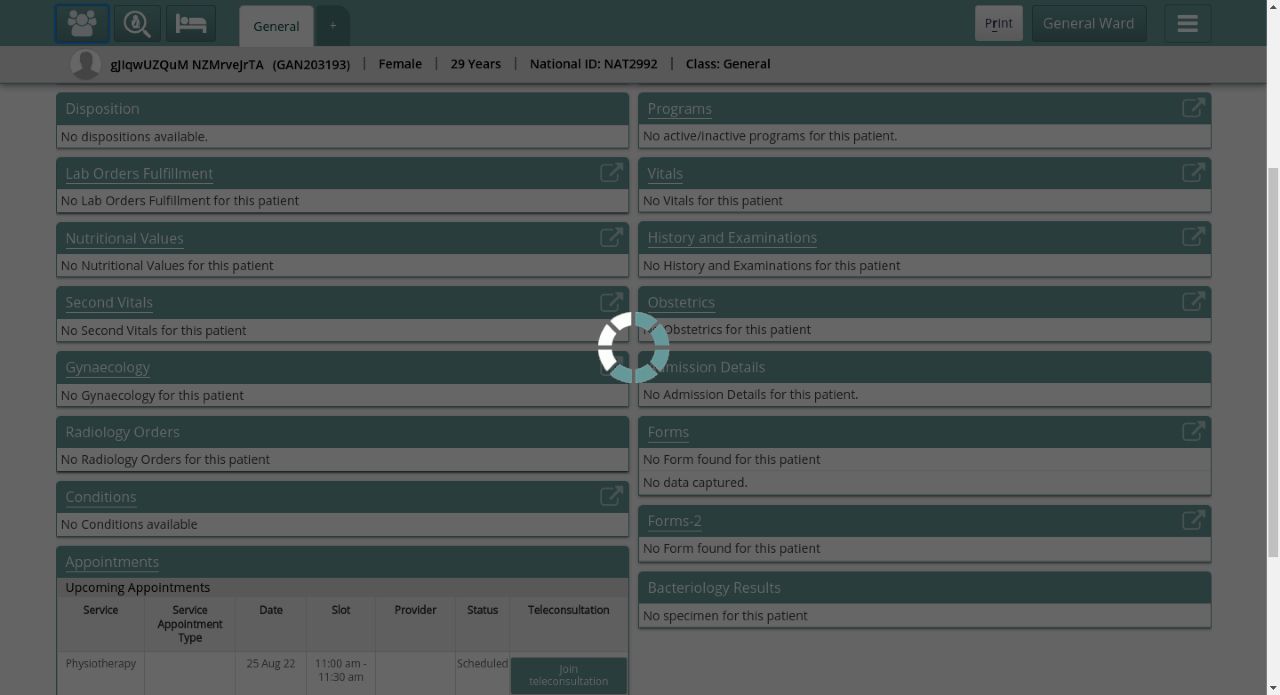 General
+
Print
General Ward
gJIqwUZQuM NZMrveJrTA (GAN203193) | Female | 29 Years | National ID: NAT2992 | Class: General
Disposition
No dispositions available.
Lab Orders Fulfillment
No Lab Orders Fulfillment for this patient
Nutritional Values
No Nutritional Values for this patient
Second Vitals
No Second Vitals for this patient
Gynaecology
No Gynaecology for this patient
Radiology Orders
No Radiology Orders for this patient
Conditions
No Conditions available
Appointments
Upcoming Appointments
Service Service Appointment Type Date Slot Provider Status Teleconsultation
Physiotherapy 25 Aug 22 11:00 am - 11:30 am Scheduled Join teleconsultation
Programs
No active/inactive programs for this patient.
Vitals
No Vitals for this patient
History and Examinations
No History and Examinations for this patient
Obstetrics
Obstetrics for this patient
Admission Details
No Admission Details for this patient.
Forms
No Form found for this patient
No data captured.
Forms-2
No Form found for this patient
Bacteriology Results
No specimen for this patient